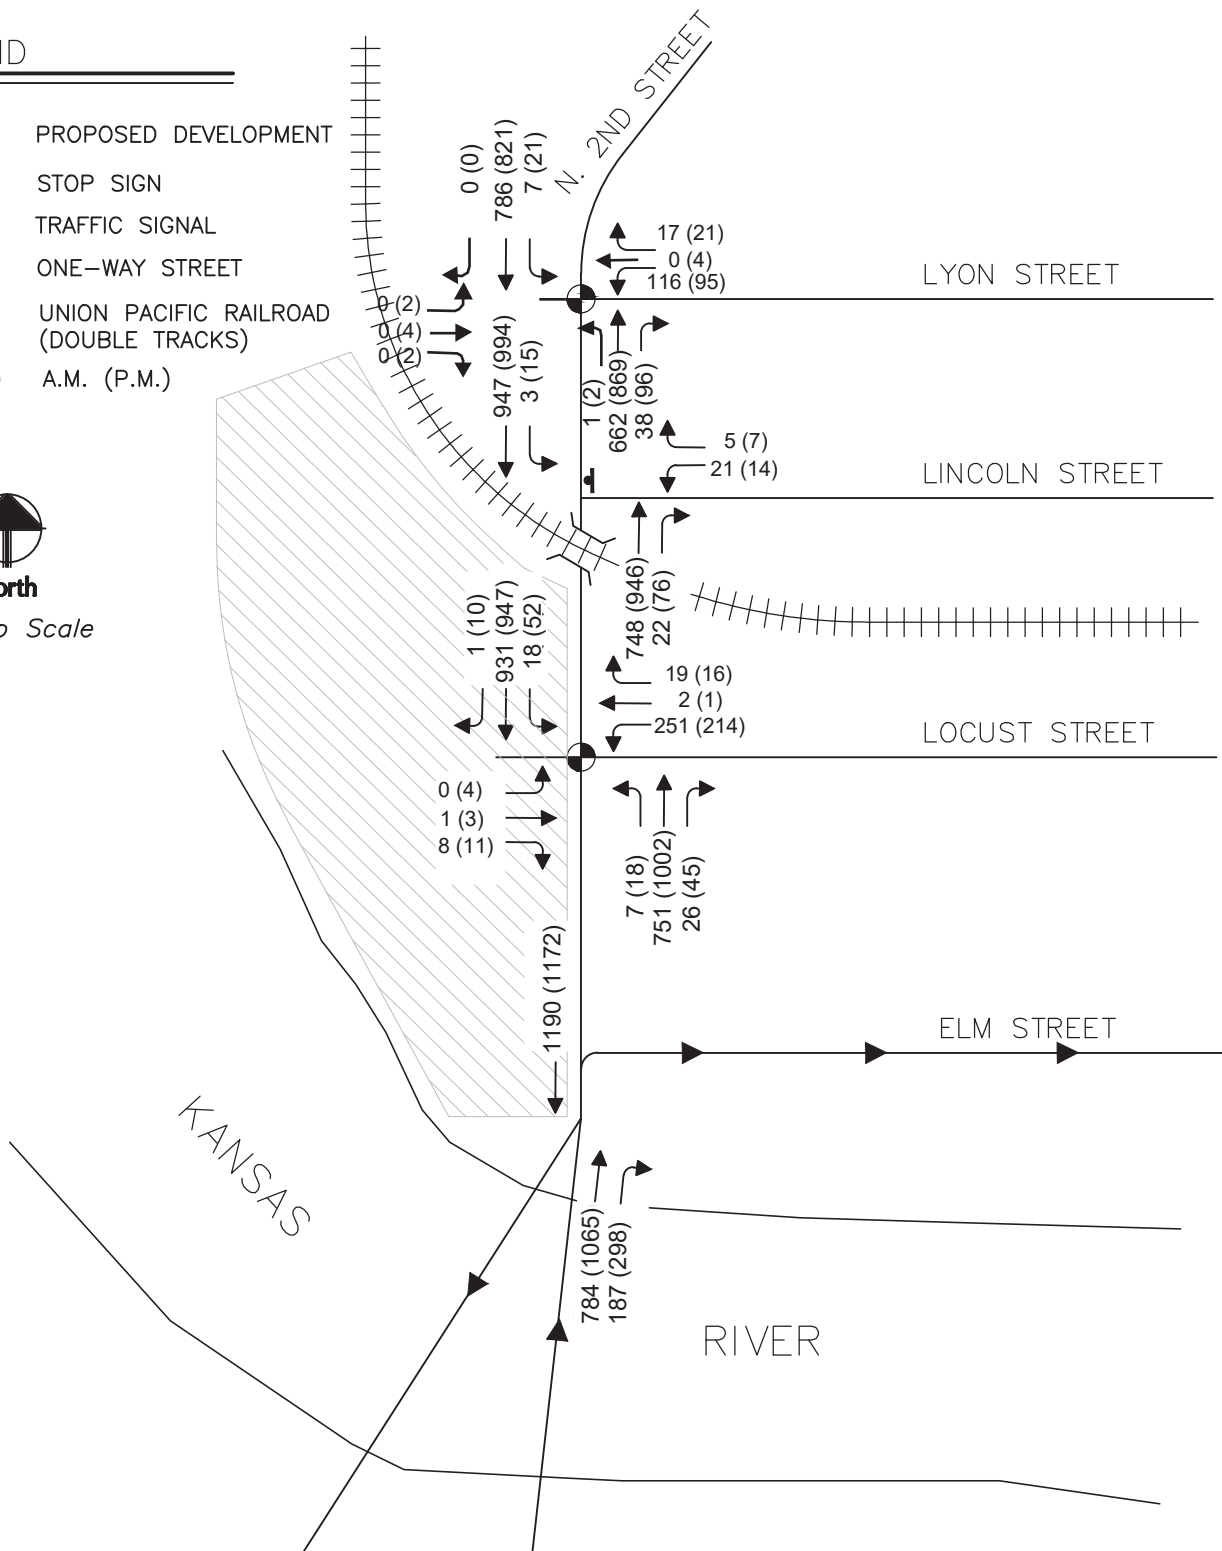 PROPOSED DEVELOPMENT
STOP SIGN
TRAFFIC SIGNAL
ONE-WAY STREET
UNION PACIFIC RAILROAD
(DOUBLE TRACKS)
A.M. (P.M.)
N. 2ND STREET
0 (0)
786 (821)
7 (21)
17 (21)
0 (4)
116 (95)
LYON STREET
0 (2)
0 (4)
0 (2)
947 (994)
3 (15)
1 (2)
662 (869)
38 (96)
5 (7)
21 (14)
LINCOLN STREET
Scale
748 (946)
22 (76)
1 (10)
931 (947)
18 (52)
19 (16)
2 (1)
251 (214)
LOCUST STREET
0 (4)
1 (3)
8 (11)
7 (18)
751 (1002)
26 (45)
1190 (1172)
ELM STREET
KANSAS
784 (1065)
187 (298)
RIVER